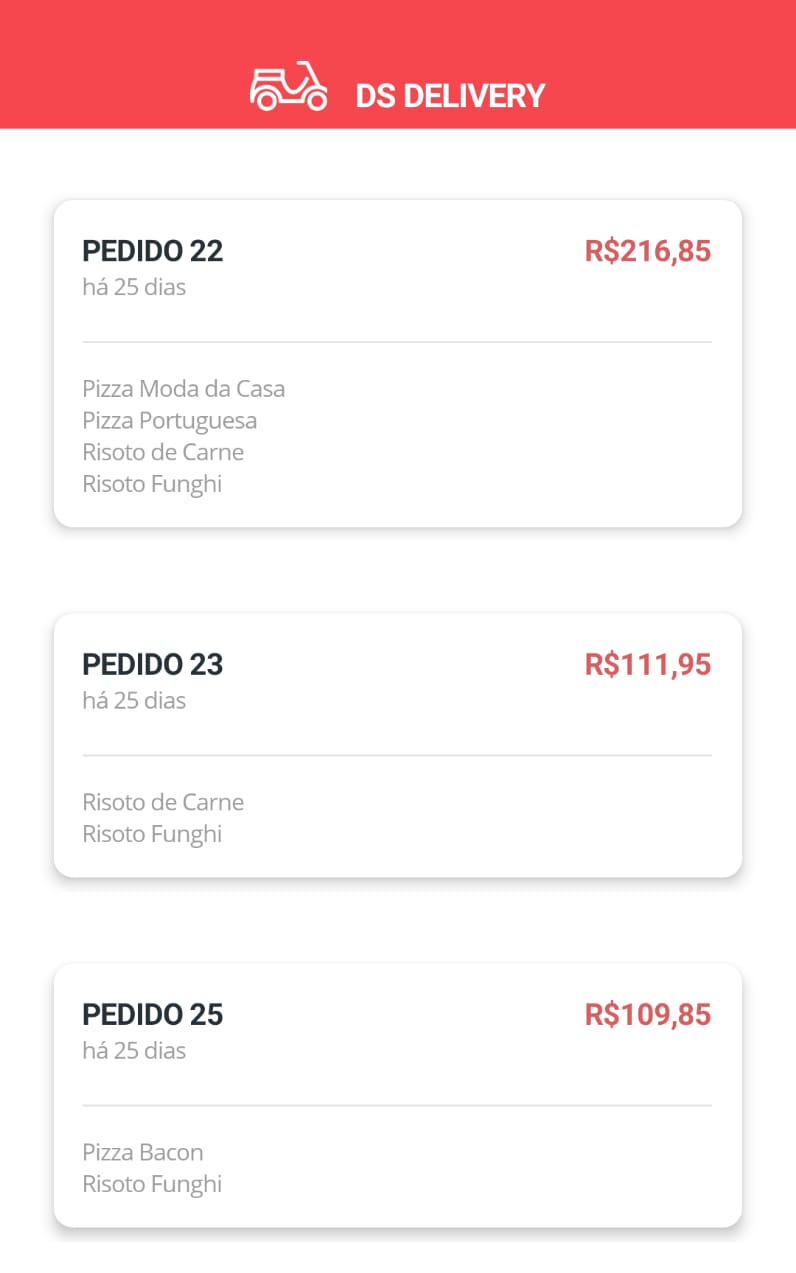 DS DELIVERY
PEDIDO 22
R$216,85
há 25 dias
Pizza Moda da Casa
Pizza Portuguesa
Risoto de Carne
Risoto Funghi
PEDIDO 23
R$111,95
há 25 dias
Risoto de Carne
Risoto Funghi
PEDIDO 25
R$109,85
há 25 dias
Pizza Bacon
Risoto Funghi